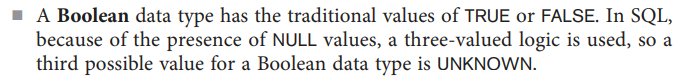 ■ A Boolean data type has the traditional values of TRUE or FALSE. In SQL,
because of the presence of NULL values, a three-valued logic is used, so a
third possible value for a Boolean data type is UNKNOWN.